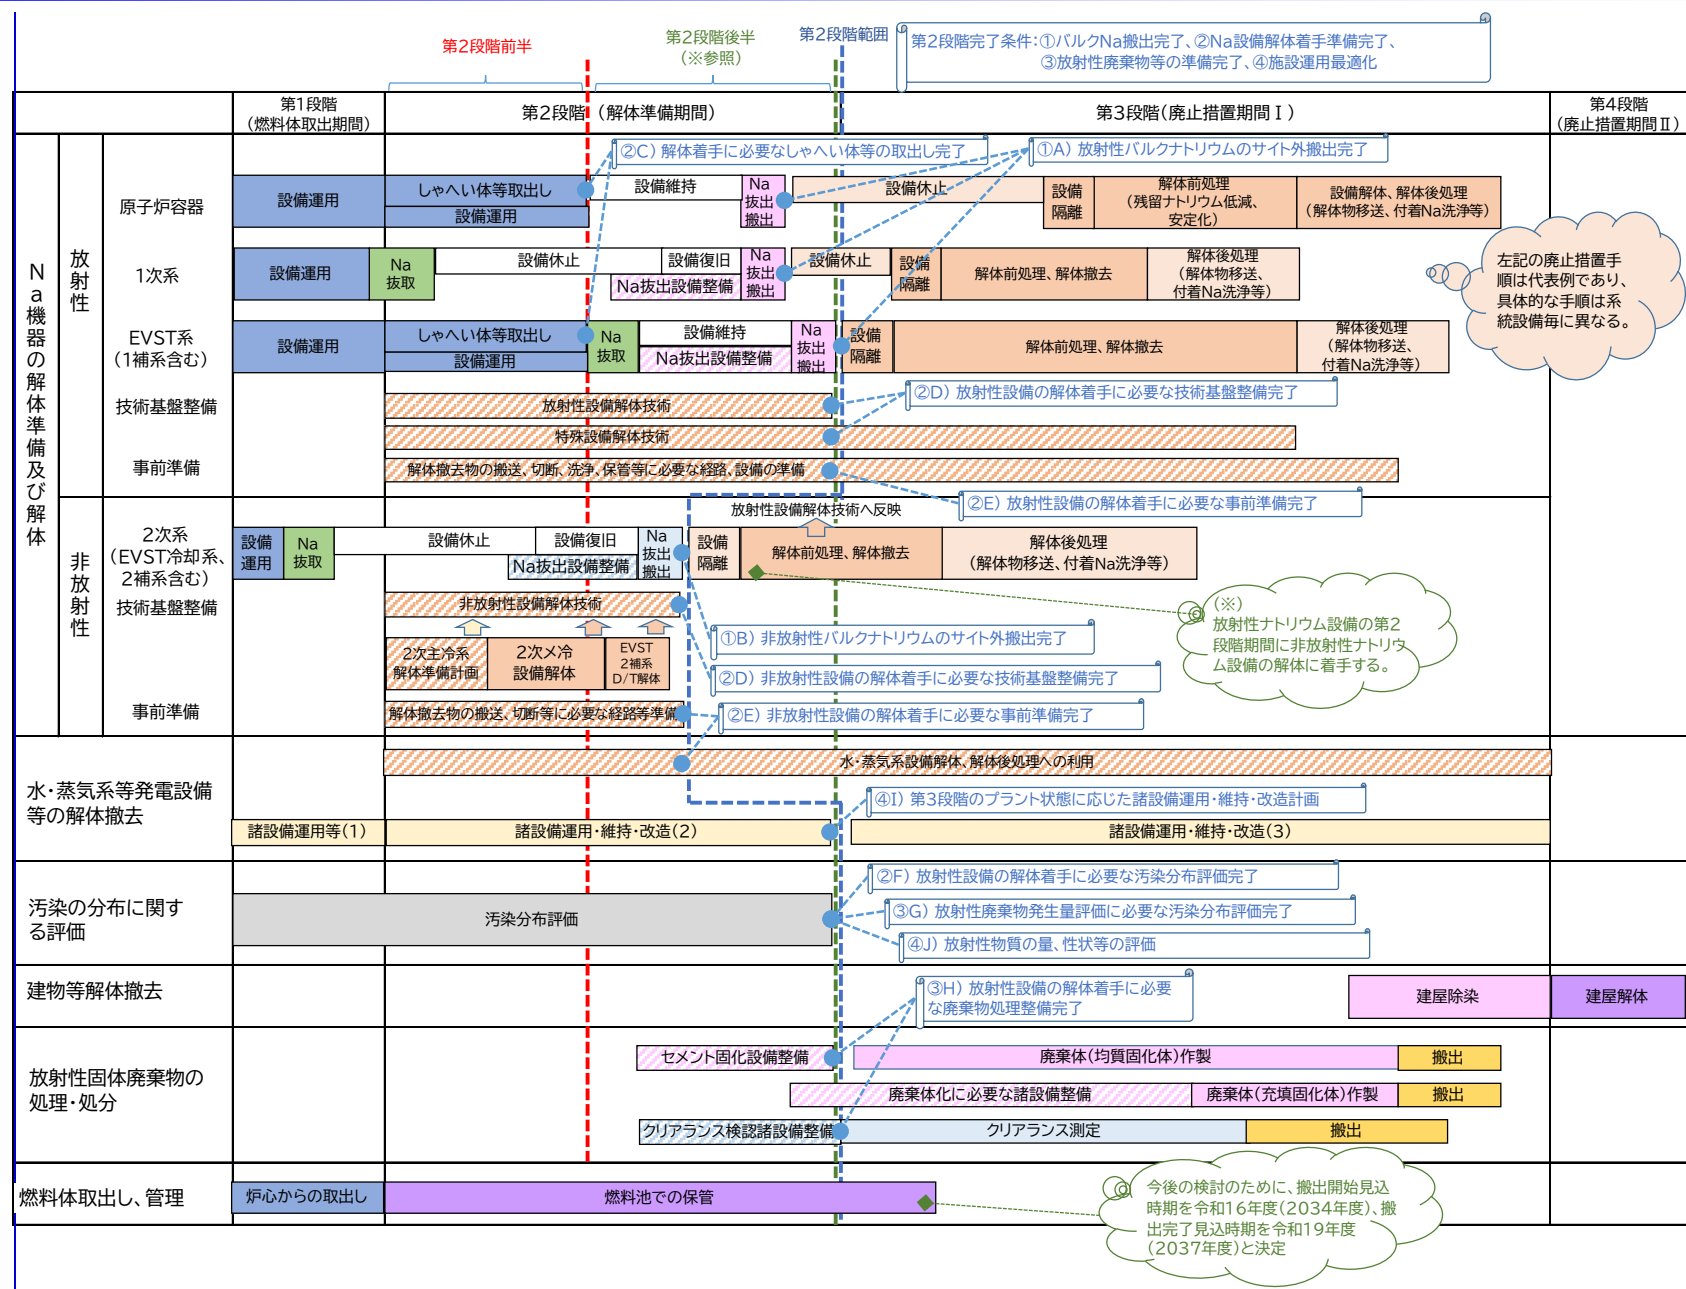 第2段階前半
第2段階後半
(※参照)
第2段階範囲
第2段階完了条件:①バルクNa搬出完了、②Na設備解体着手準備完了、
③放射性廃棄物等の準備完了、④施設運用最適化
第1段階
(燃料体取出期間)
第2段階 (解体準備期間)
第3段階(廃止措置期間Ⅰ)
第4段階
(廃止措置期間Ⅱ)
②C) 解体着手に必要なしゃへい体等の取出し完了
①A) 放射性バルクナトリウムのサイト外搬出完了
Na機器の解体準備及び解体
放射性
原子炉容器
設備運用
しゃへい体等取出し
設備運用
設備維持
Na
抜出
搬出
設備休止
設備
隔離
解体前処理
(残留ナトリウム低減、
安定化)
設備解体、解体後処理
(解体物移送、付着Na洗浄等)
1次系
設備運用
Na
抜取
設備休止
設備復旧
Na抜出設備整備
Na
抜出
搬出
設備休止
設備
隔離
解体前処理、解体撤去
解体後処理
(解体物移送、
付着Na洗浄等)
左記の廃止措置手
順は代表例であり、
具体的な手順は系
統設備毎に異なる。
EVST系
(1補系含む)
設備運用
しゃへい体等取出し
設備運用
Na
抜取
設備維持
Na抜出設備整備
Na
抜出
搬出
設備
隔離
解体前処理、解体撤去
解体後処理
(解体物移送、
付着Na洗浄等)
技術基盤整備
放射性設備解体技術
②D) 放射性設備の解体着手に必要な技術基盤整備完了
特殊設備解体技術
事前準備
解体撤去物の搬送、切断、洗浄、保管等に必要な経路、設備の準備
②E) 放射性設備の解体着手に必要な事前準備完了
非放射性
放射性設備解体技術へ反映
2次系
(EVST冷却系、
2補系含む)
設備
運用
Na
抜取
設備休止
設備復旧
Na抜出設備整備
Na
抜出
搬出
設備
隔離
解体前処理、解体撤去
解体後処理
(解体物移送、付着Na洗浄等)
技術基盤整備
非放射性設備解体技術
(※)
放射性ナトリウム設備の第2
段階期間に非放射性ナトリウ
ム設備の解体に着手する。
①B) 非放射性バルクナトリウムのサイト外搬出完了
2次主冷系
解体準備計画
2次メ冷
設備解体
EVST
2補系
D/T解体
②D) 非放射性設備の解体着手に必要な技術基盤整備完了
事前準備
解体撤去物の搬送、切断等に必要な経路等準備
②E) 非放射性設備の解体着手に必要な事前準備完了
水・蒸気系等発電設備
等の解体撤去
水・蒸気系設備解体、解体後処理への利用
④I) 第3段階のプラント状態に応じた諸設備運用・維持・改造計画
諸設備運用等(1)
諸設備運用・維持・改造(2)
諸設備運用・維持・改造(3)
汚染の分布に関す
る評価
汚染分布評価
②F) 放射性設備の解体着手に必要な汚染分布評価完了
③G) 放射性廃棄物発生量評価に必要な汚染分布評価完了
④J) 放射性物質の量、性状等の評価
建物等解体撤去
③H) 放射性設備の解体着手に必要
な廃棄物処理整備完了
建屋除染
建屋解体
放射性固体廃棄物の
処理・処分
セメント固化設備整備
廃棄体(均質固化体)作製
搬出
廃棄体化に必要な諸設備整備
廃棄体(充填固化体)作製
搬出
クリアランス検認諸設備整備
クリアランス測定
搬出
燃料体取出し、管理
炉心からの取出し
燃料池での保管
今後の検討のために、搬出開始見込
時期を令和16年度(2034年度)、搬
出完了見込時期を令和19年度
(2037年度)と決定